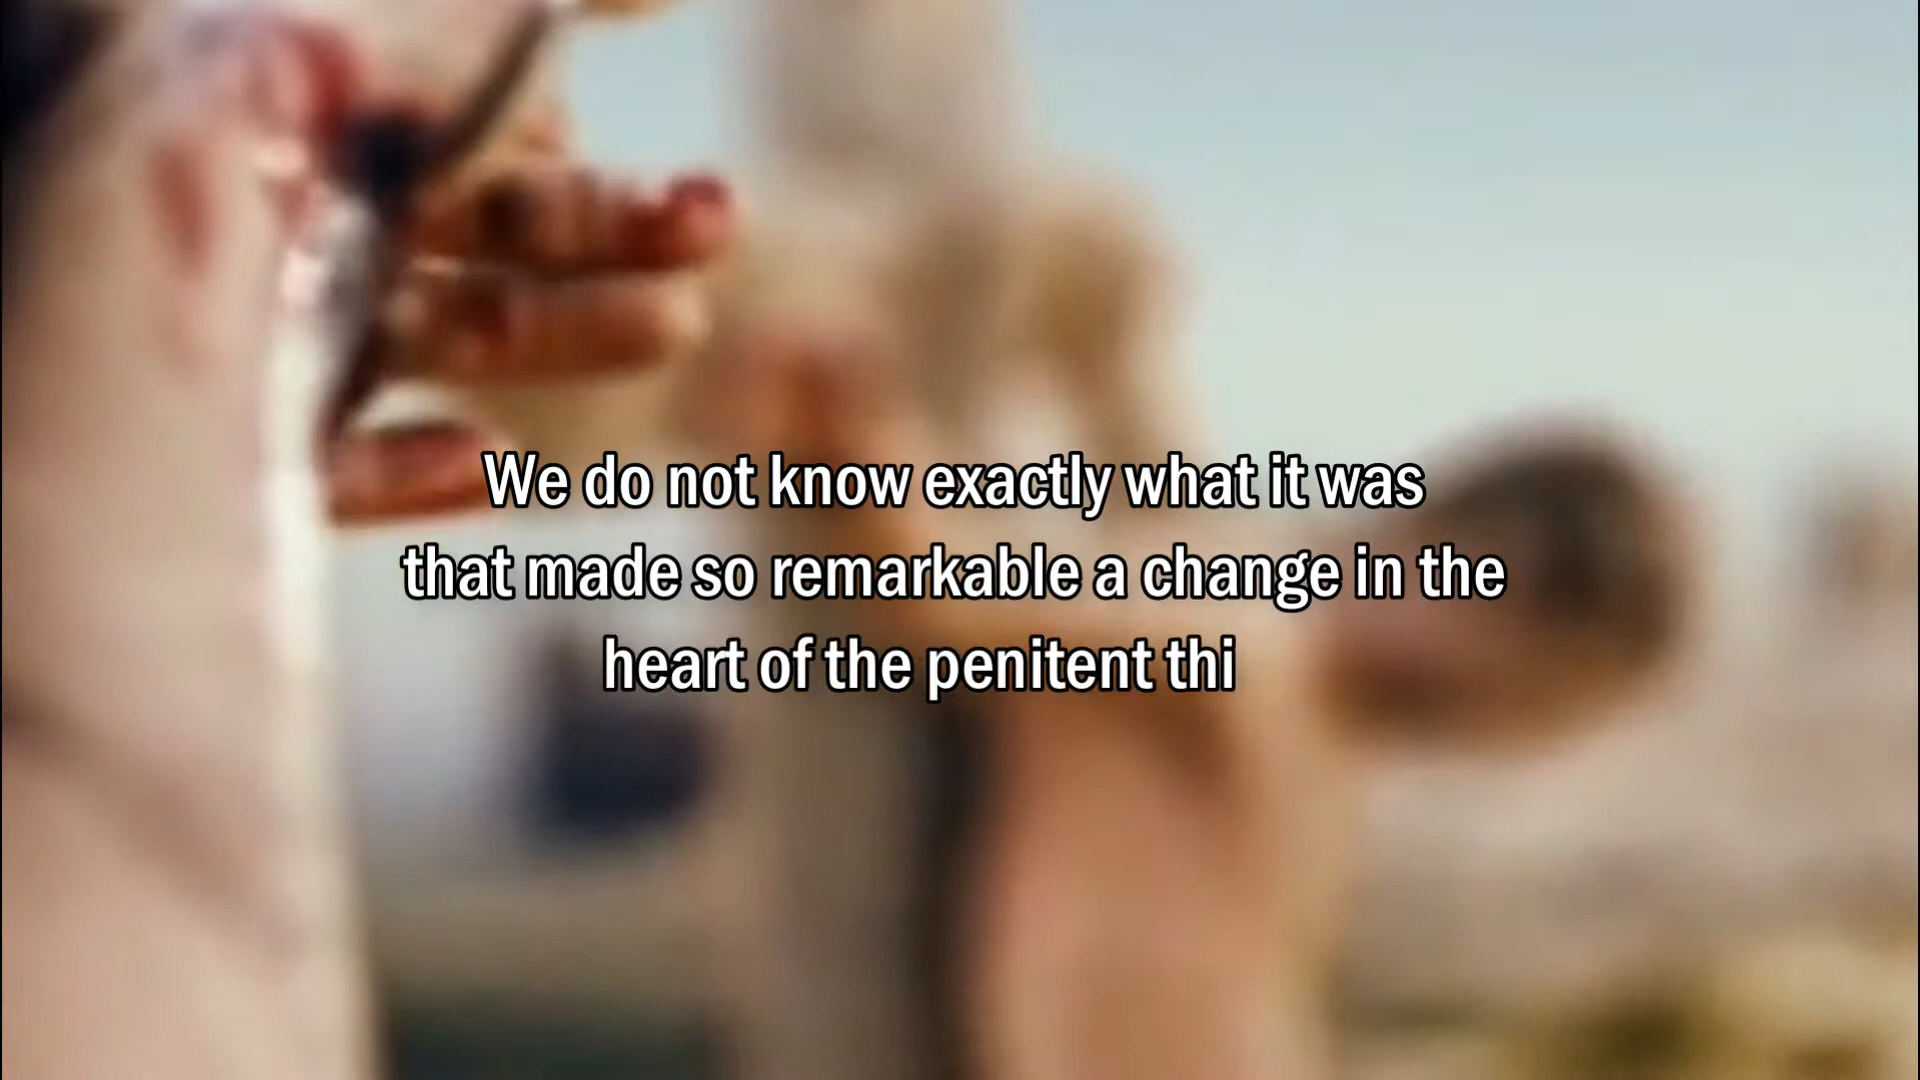 We do not know exactly what it was
that made so remarkable a change in the
heart of the penitent thi